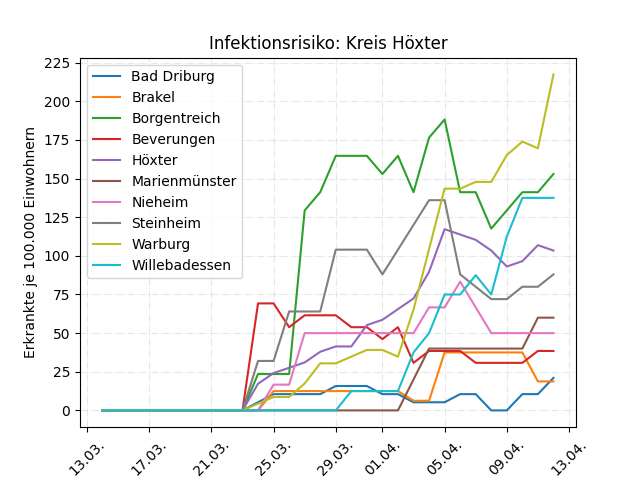 Infektionsrisiko: Kreis Höxter
Erkrankte je 100.000 Einwohnern
225
200
175
150
125
100
75
50
25
0
Bad Driburg
Brakel
Borgentreich
Beverungen
Höxter
Marienmünster
Nieheim
Steinheim
Warburg
Willebadessen
13.03.
17.03.
21.03.
25.03.
29.03.
01.04.
05.04.
09.04.
13.04.